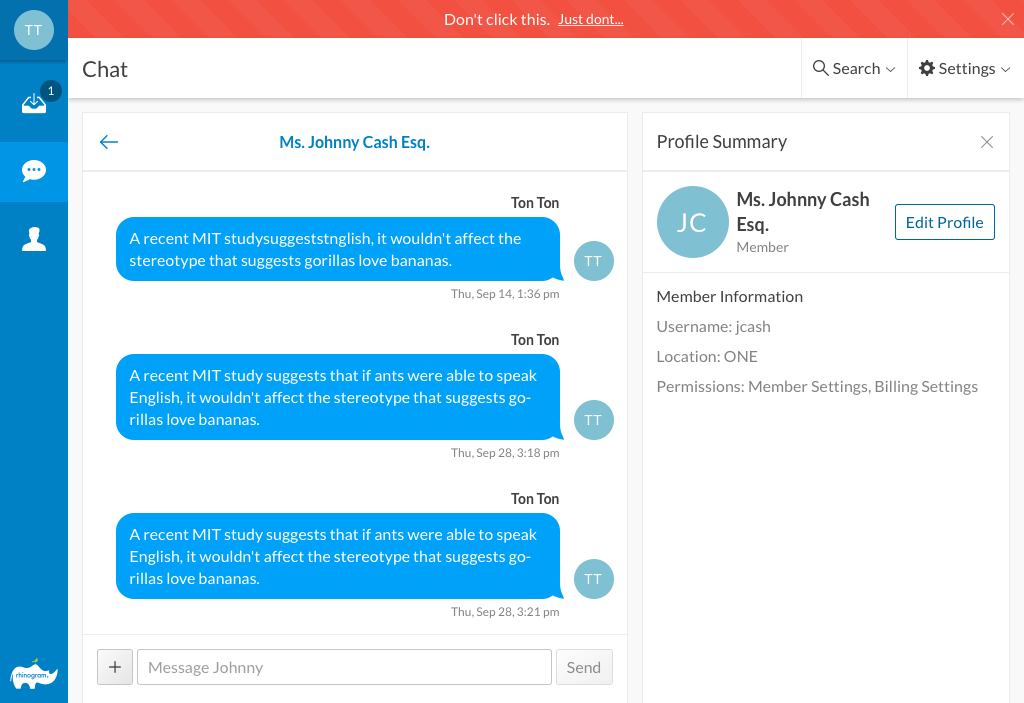 TT
Don't click this. Just dont...
1
Chat
Search
Settings
Ms. Johnny Cash Esq.
Ton Ton
A recent MIT studysuggeststnglish, it wouldn't affect the
stereotype that suggests gorillas love bananas.
TT
Thu, Sep 14, 1:36 pm
Ton Ton
A recent MIT study suggests that if ants were able to speak
English, it wouldn't affect the stereotype that suggests go-
rillas love bananas.
TT
Thu, Sep 28, 3:18 pm
Ton Ton
A recent MIT study suggests that if ants were able to speak
English, it wouldn't affect the stereotype that suggests go-
rillas love bananas.
TT
Thu, Sep 28, 3:21 pm
+
Message Johnny
Send
Profile Summary
JC
Ms. Johnny Cash
Esq.
Member
Edit Profile
Member Information
Username: jcash
Location: ONE
Permissions: Member Settings, Billing Settings
rhinogram.